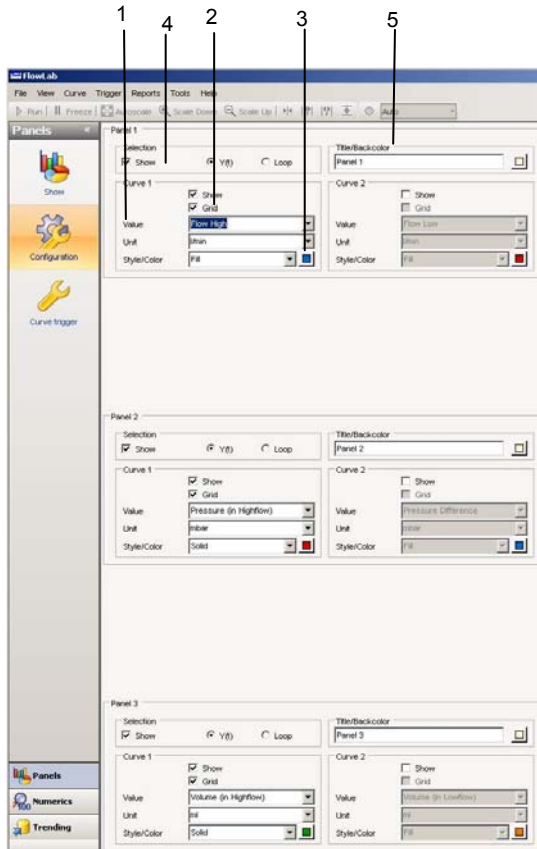 1 4 2 3 5
FlowLab
File View Curve Trigger Reports Tools Help
Run Freeze Autoscale Scale Down Scale Up Auto
Panels «
Show
Configuration
Curve trigger
Panel 1
Selection
Show Y(t) Loop
Title/Backcolor
Panel 1
Curve 1
Show
Grid
Value Flow High
Unit l/min
Style/Color Fill
Curve 2
Show
Grid
Value Flow Low
Unit l/min
Style/Color Fill
Panel 2
Selection
Show Y(t) Loop
Title/Backcolor
Panel 2
Curve 1
Show
Grid
Value Pressure (in Highflow)
Unit mbar
Style/Color Solid
Curve 2
Show
Grid
Value Pressure Difference
Unit mbar
Style/Color Fill
Panel 3
Selection
Show Y(t) Loop
Title/Backcolor
Panel 3
Curve 1
Show
Grid
Value Volume (in Highflow)
Unit ml
Style/Color Solid
Curve 2
Show
Grid
Value Volume (in Lowflow)
Unit ml
Style/Color Fill
Panels
Numerics
Trending